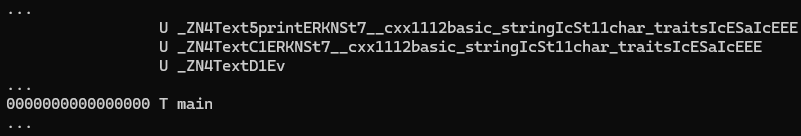 ...
U _ZN4Text5printERKNSt7__cxx1112basic_stringIcSt11char_traitsIcESaIcEEE
U _ZN4TextC1ERKNSt7__cxx1112basic_stringIcSt11char_traitsIcESaIcEEE
U _ZN4TextD1Ev
...
0000000000000000 T main
...